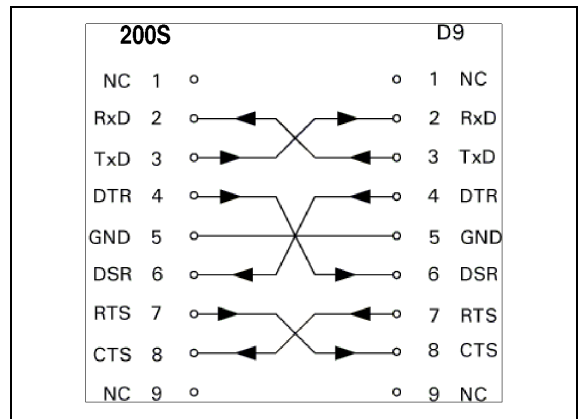 200S D9
NC 1 1 NC
RxD 2 2 RxD
TxD 3 3 TxD
DTR 4 4 DTR
GND 5 5 GND
DSR 6 6 DSR
RTS 7 7 RTS
CTS 8 8 CTS
NC 9 9 NC